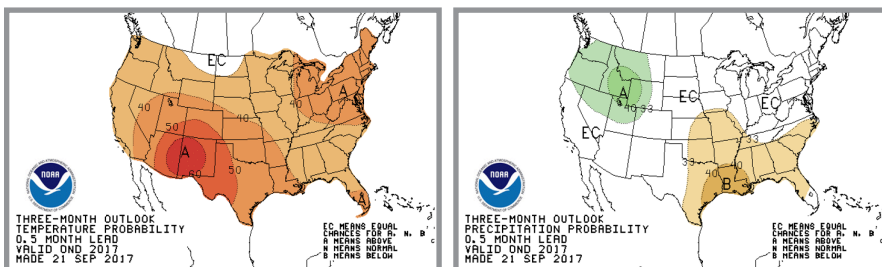 EC
40
A
40
40
50
A
50
60
A
NOAA
THREE-MONTH OUTLOOK
TEMPERATURE PROBABILITY
0.5 MONTH LEAD
VALID OND 2017
MADE 21 SEP 2017
EC MEANS EQUAL
CHANCES FOR A, N, B
A MEANS ABOVE
N MEANS NORMAL
B MEANS BELOW
A
40
33
EC
EC
EC
33
33
40
40
B
NOAA
THREE-MONTH OUTLOOK
PRECIPITATION PROBABILITY
0.5 MONTH LEAD
VALID OND 2017
MADE 21 SEP 2017
EC MEANS EQUAL
CHANCES FOR A, N, B
A MEANS ABOVE
N MEANS NORMAL
B MEANS BELOW